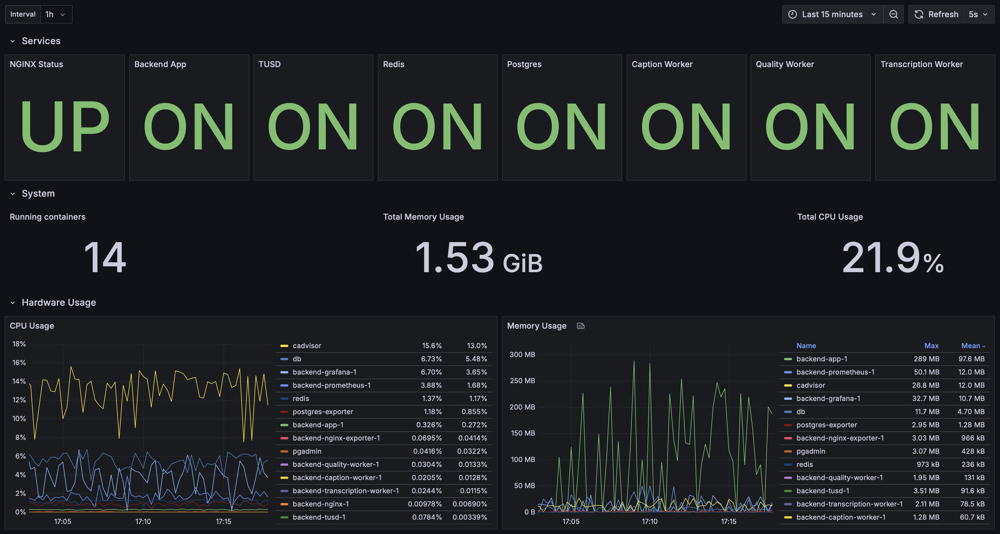 Interval 1h Last 15 minutes Refresh 5s
Services
NGINX Status Backend App TUSD Redis Postgres Caption Worker Quality Worker Transcription Worker
UP ON ON ON ON ON ON ON
System
Running containers Total Memory Usage Total CPU Usage
14 1.53 GiB 21.9%
Hardware Usage
CPU Usage
18%
16%
14%
12%
10%
8%
6%
4%
2%
0%
17:05 17:10 17:15
cadvisor 15.6% 13.0%
db 6.73% 5.48%
backend-grafana-1 6.70% 3.65%
backend-prometheus-1 3.88% 1.68%
redis 1.37% 1.17%
postgres-exporter 1.18% 0.855%
backend-app-1 0.326% 0.272%
backend-nginx-exporter-1 0.0695% 0.0414%
pgadmin 0.0416% 0.0322%
backend-quality-worker-1 0.0304% 0.0133%
backend-caption-worker-1 0.0205% 0.0128%
backend-transcription-worker-1 0.0244% 0.0115%
backend-nginx-1 0.00978% 0.00690%
backend-tusd-1 0.0784% 0.00339%
Memory Usage
300 MB
250 MB
200 MB
150 MB
100 MB
50 MB
0 B
17:05 17:10 17:15
Name Max Mean
backend-app-1 289 MB 97.6 MB
backend-prometheus-1 50.1 MB 12.0 MB
cadvisor 26.8 MB 12.0 MB
backend-grafana-1 32.7 MB 10.7 MB
db 11.7 MB 4.70 MB
postgres-exporter 2.95 MB 1.28 MB
backend-nginx-exporter-1 3.03 MB 966 kB
pgadmin 3.07 MB 428 kB
redis 973 kB 236 kB
backend-quality-worker-1 1.95 MB 131 kB
backend-tusd-1 3.51 MB 91.6 kB
backend-transcription-worker-1 2.11 MB 78.5 kB
backend-caption-worker-1 1.28 MB 60.7 kB